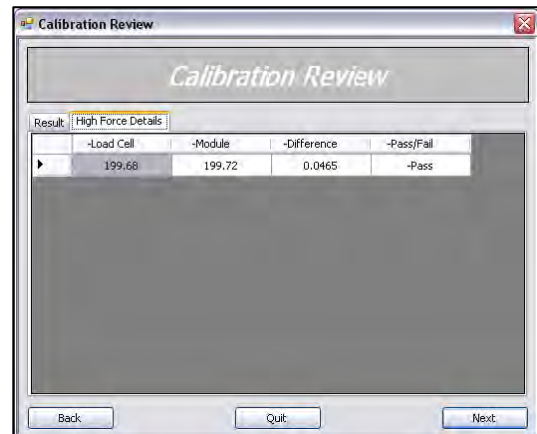 Calibration Review
Calibration Review
Result High Force Details
-Load Cell -Module -Difference -Pass/Fail
199.68 199.72 0.0465 -Pass
Back Quit Next